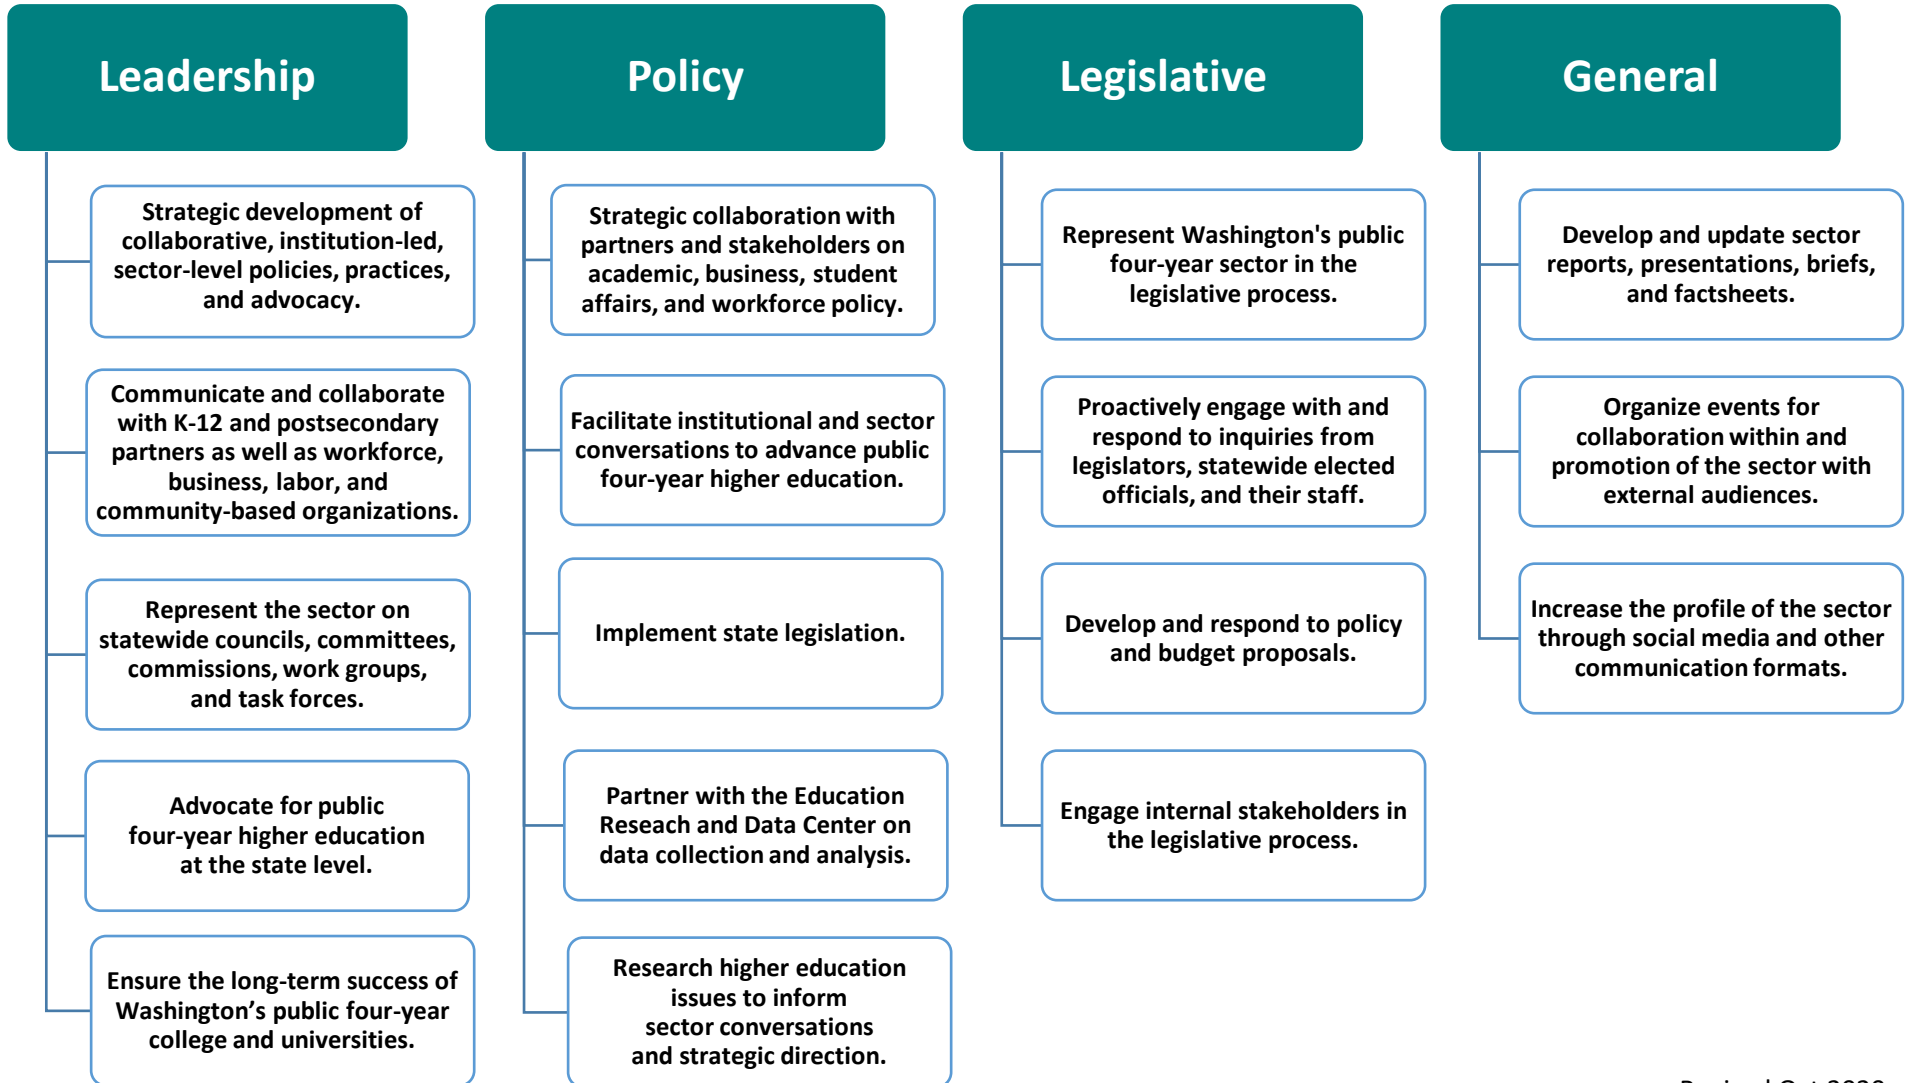 Leadership
Strategic development of
collaborative, institution-led,
sector-level policies, practices,
and advocacy.
Communicate and collaborate
with K-12 and postsecondary
partners as well as workforce,
business, labor, and
community-based organizations.
Represent the sector on
statewide councils, committees,
commissions, work groups,
and task forces.
Advocate for public
four-year higher education
at the state level.
Ensure the long-term success of
Washington’s public four-year
college and universities.
Policy
Strategic collaboration with
partners and stakeholders on
academic, business, student
affairs, and workforce policy.
Facilitate institutional and sector
conversations to advance public
four-year higher education.
Implement state legislation.
Partner with the Education
Reseach and Data Center on
data collection and analysis.
Research higher education
issues to inform
sector conversations
and strategic direction.
Legislative
Represent Washington's public
four-year sector in the
legislative process.
Proactively engage with and
respond to inquiries from
legislators, statewide elected
officials, and their staff.
Develop and respond to policy
and budget proposals.
Engage internal stakeholders in
the legislative process.
General
Develop and update sector
reports, presentations, briefs,
and factsheets.
Organize events for
collaboration within and
promotion of the sector with
external audiences.
Increase the profile of the sector
through social media and other
communication formats.